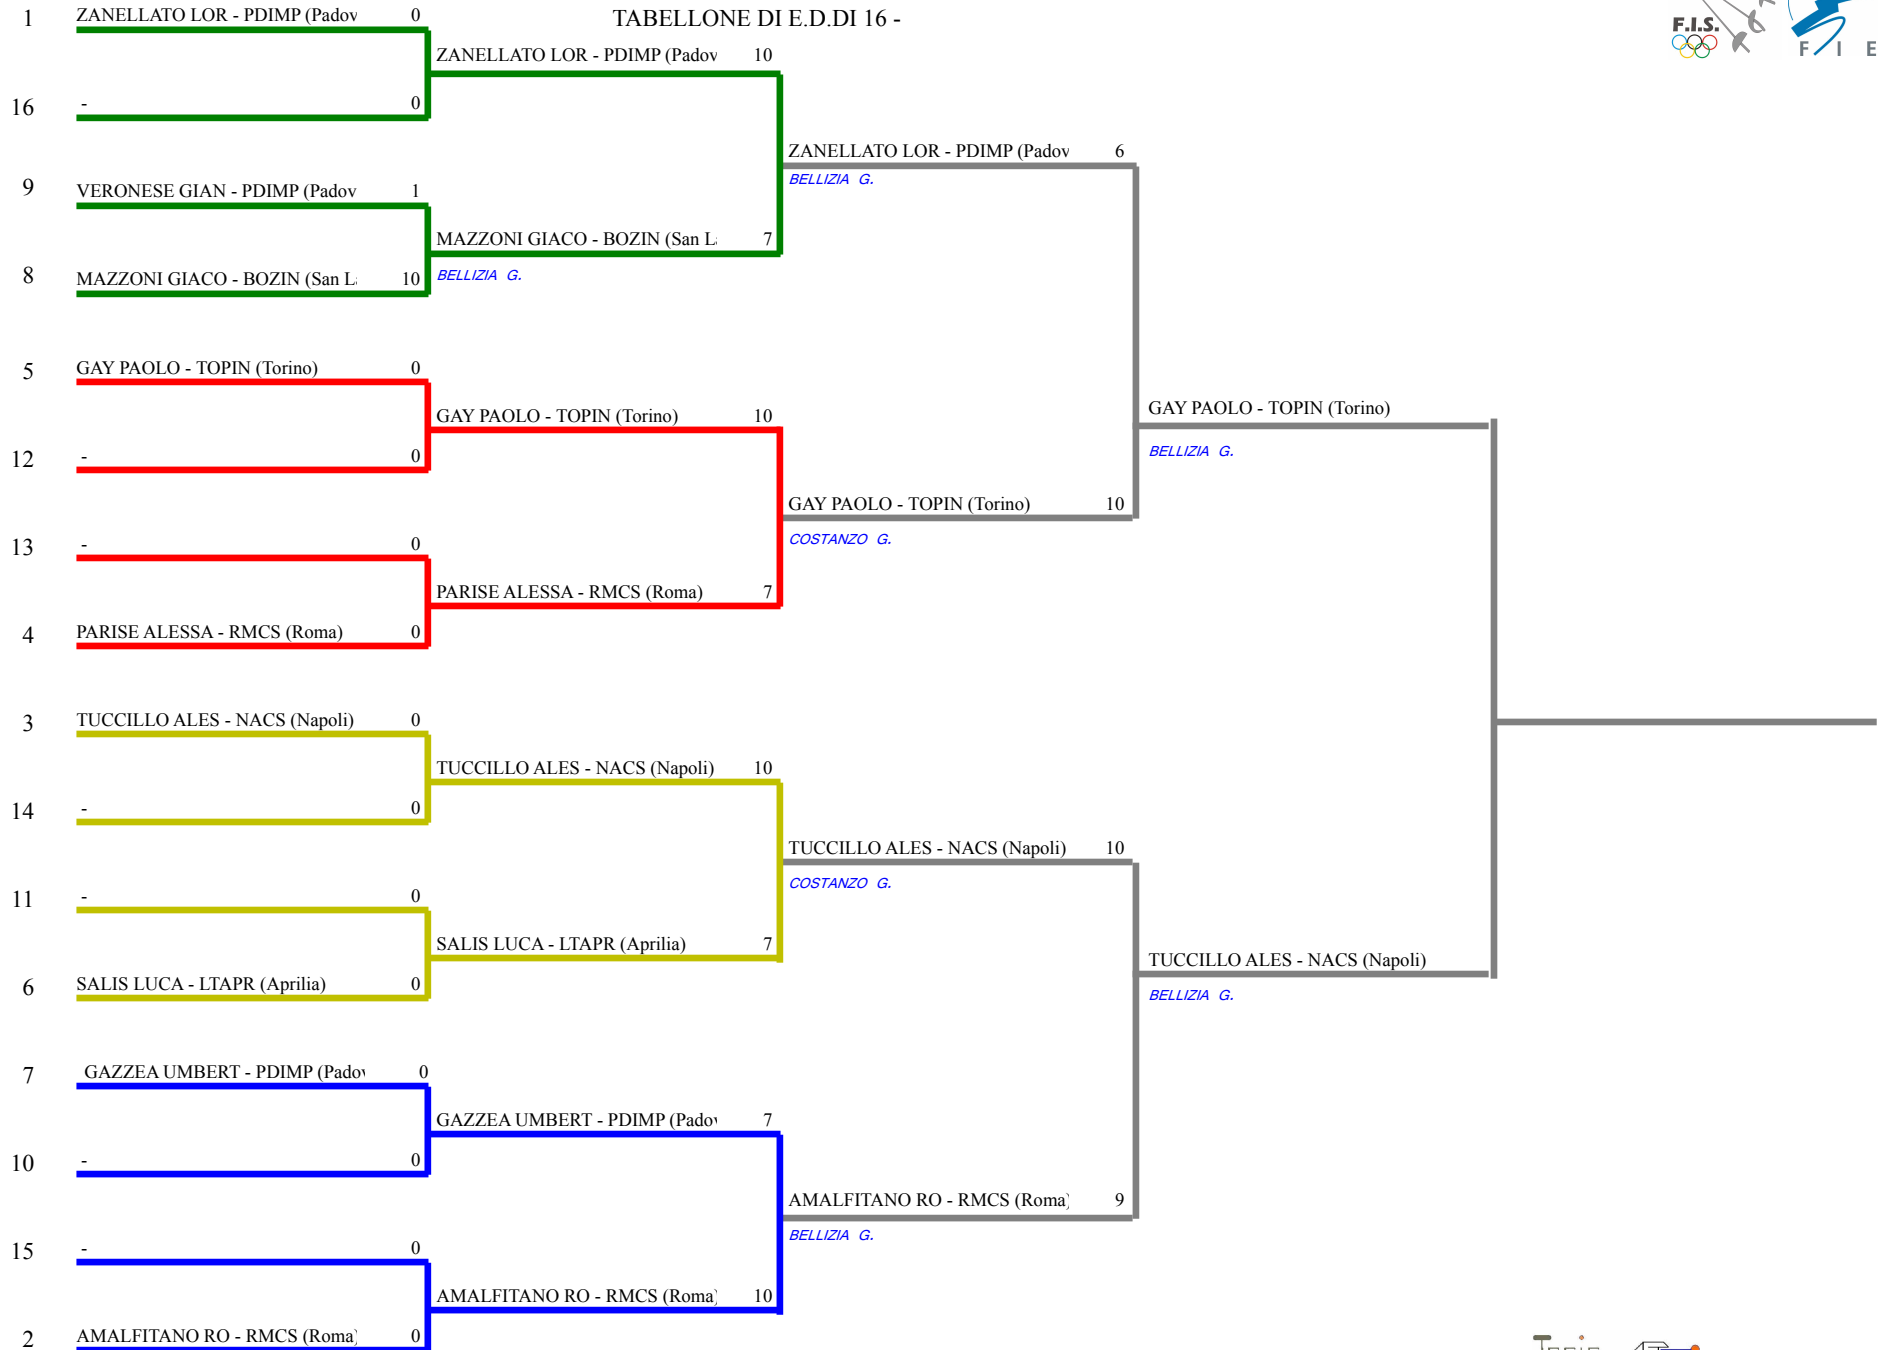 TABELLONE DI E.D.DI 16 -
F.I.S.
F I E
1 ZANELLATO LOR - PDIMP (Padov 0
ZANELLATO LOR - PDIMP (Padov 10
16 - 0
ZANELLATO LOR - PDIMP (Padov 6
BELLIZIA G.
9 VERONESE GIAN - PDIMP (Padov 1
MAZZONI GIACO - BOZIN (San L 7
BELLIZIA G.
8 MAZZONI GIACO - BOZIN (San L 10
5 GAY PAOLO - TOPIN (Torino) 0
GAY PAOLO - TOPIN (Torino) 10
GAY PAOLO - TOPIN (Torino)
BELLIZIA G.
12 - 0
GAY PAOLO - TOPIN (Torino) 10
COSTANZO G.
13 - 0
PARISE ALESSA - RMCS (Roma) 7
4 PARISE ALESSA - RMCS (Roma) 0
3 TUCCILLO ALES - NACS (Napoli) 0
TUCCILLO ALES - NACS (Napoli) 10
14 - 0
TUCCILLO ALES - NACS (Napoli) 10
COSTANZO G.
11 - 0
SALIS LUCA - LTAPR (Aprilia) 7
TUCCILLO ALES - NACS (Napoli)
BELLIZIA G.
6 SALIS LUCA - LTAPR (Aprilia) 0
7 GAZZEA UMBERT - PDIMP (Padov 0
GAZZEA UMBERT - PDIMP (Padov 7
10 - 0
AMALFITANO RO - RMCS (Roma) 9
BELLIZIA G.
15 - 0
AMALFITANO RO - RMCS (Roma) 10
2 AMALFITANO RO - RMCS (Roma) 0